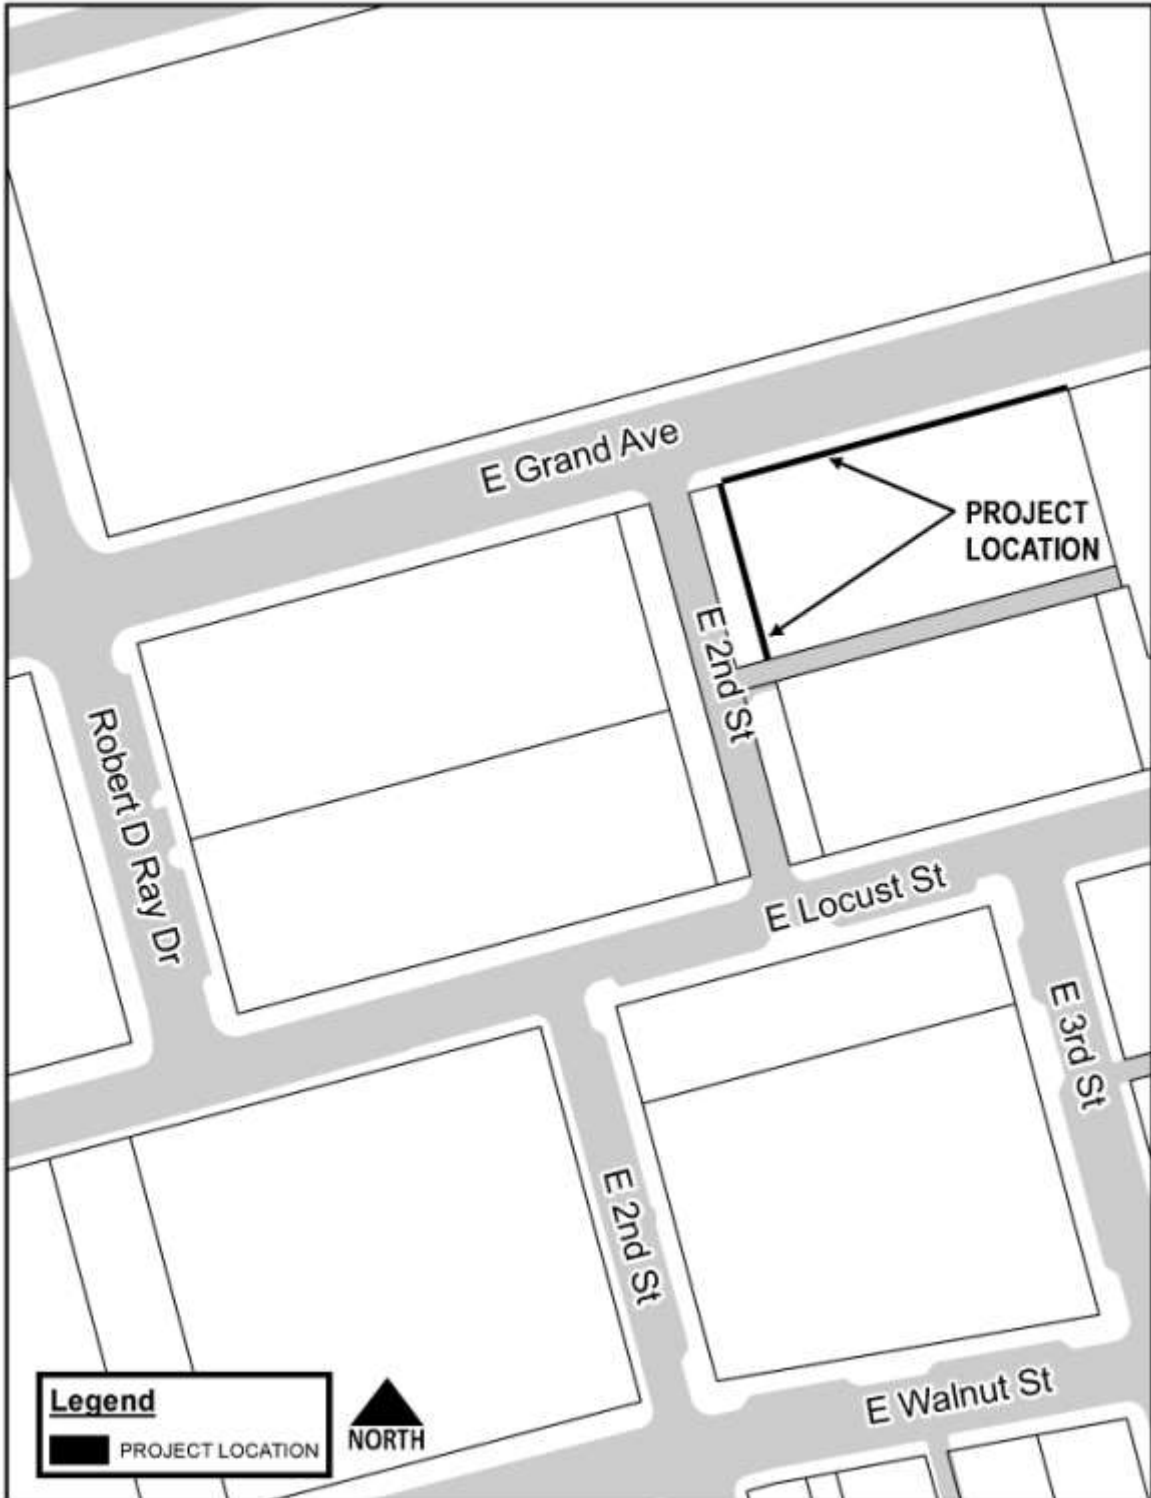 E Grand Ave
PROJECT
LOCATION
E 2nd St
Robert D Ray Dr
E Locust St
E 3rd St
E 2nd St
E Walnut St
Legend
PROJECT LOCATION
NORTH